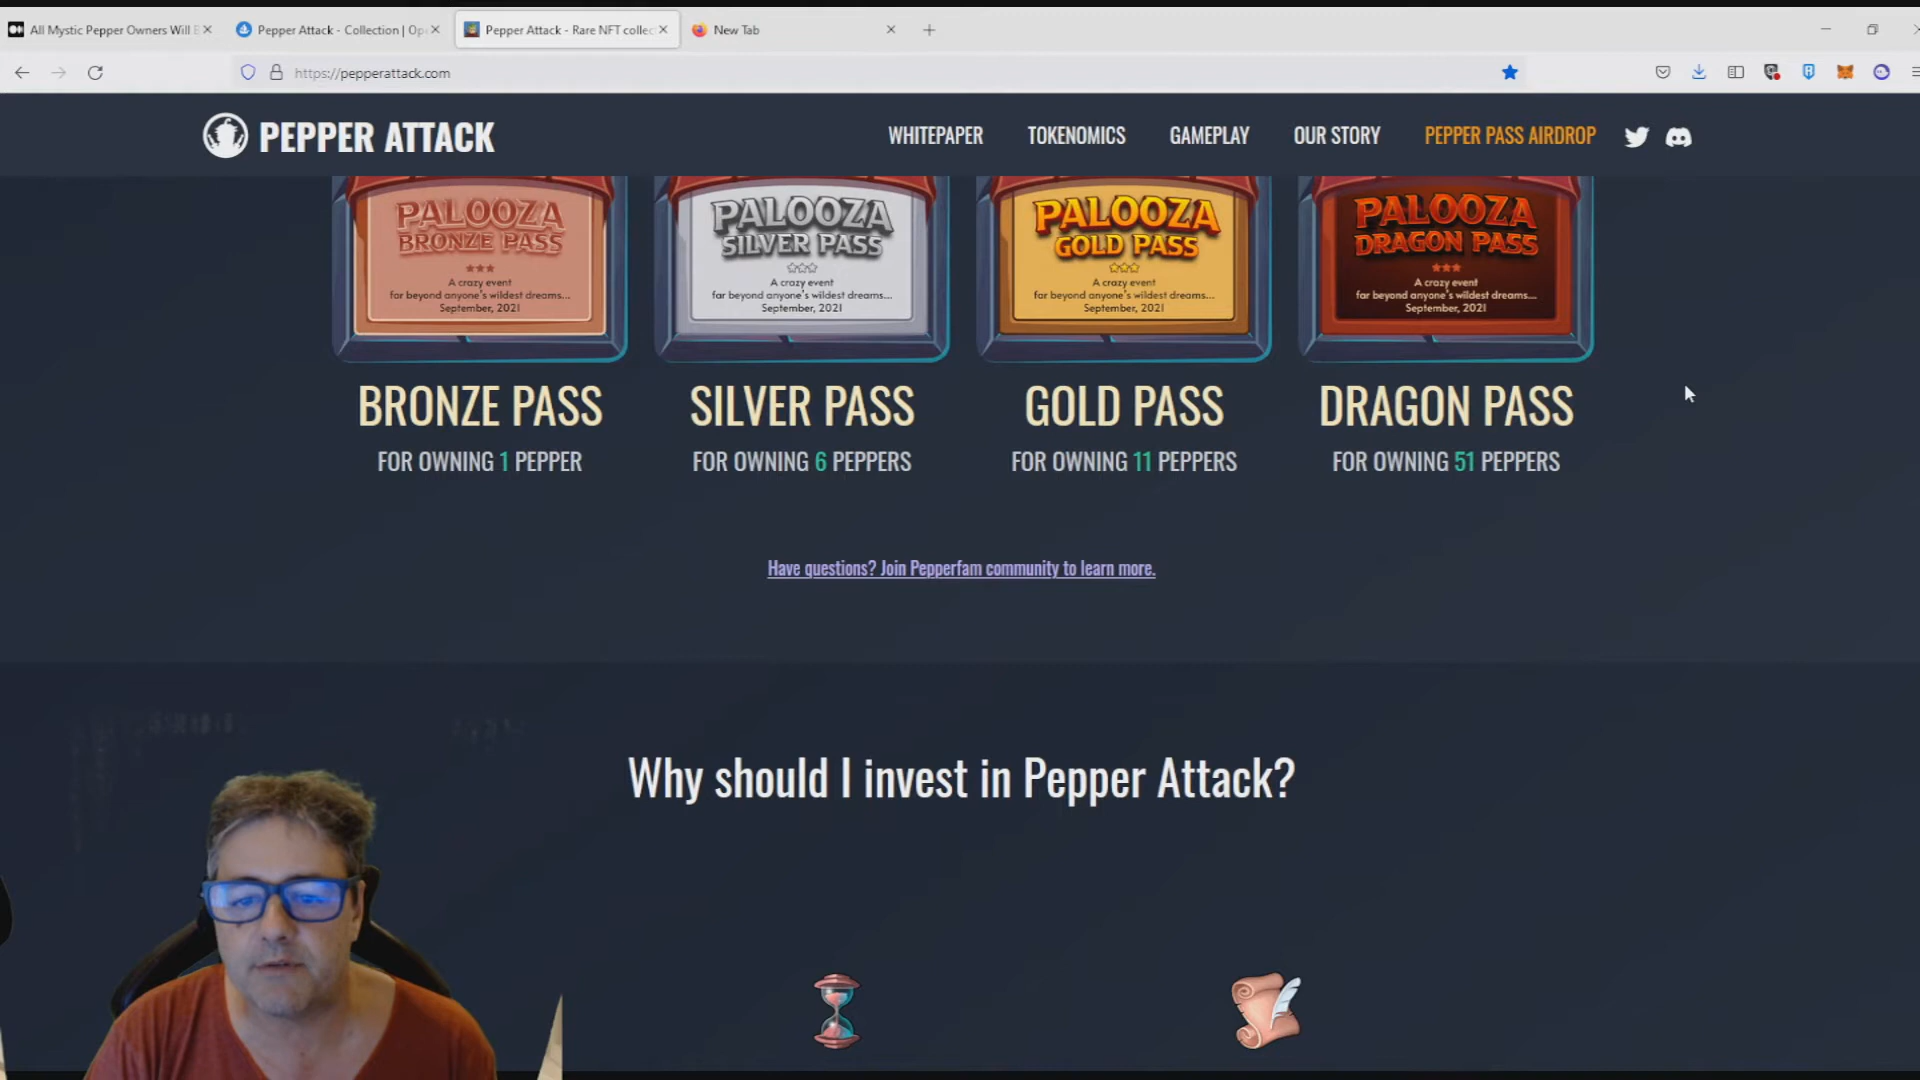 All Mystic Pepper Owners Will
Pepper Attack - Collection | Op
Pepper Attack - Rare NFT collec
New Tab
https://pepperattack.com
PEPPER ATTACK
WHITEPAPER
TOKENOMICS
GAMEPLAY
OUR STORY
PEPPER PASS AIRDROP
PALOOZA
BRONZE PASS
A crazy event
far beyond anyone's wildest dreams...
September, 2021
PALOOZA
SILVER PASS
A crazy event
far beyond anyone's wildest dreams...
September, 2021
PALOOZA
GOLD PASS
A crazy event
far beyond anyone's wildest dreams...
September, 2021
PALOOZA
DRAGON PASS
A crazy event
far beyond anyone's wildest dreams...
September, 2021
BRONZE PASS
FOR OWNING 1 PEPPER
SILVER PASS
FOR OWNING 6 PEPPERS
GOLD PASS
FOR OWNING 11 PEPPERS
DRAGON PASS
FOR OWNING 51 PEPPERS
Have questions? Join Pepperfam community to learn more.
Why should I invest in Pepper Attack?